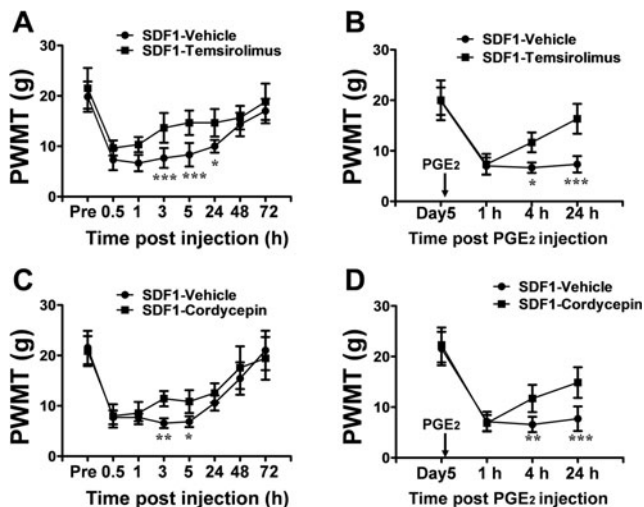 A
SDF1-Vehicle
SDF1-Temsirolimus
PWMT (g)
30
20
10
0
*** *** *
Pre 0.5 1 3 5 24 48 72
Time post injection (h)
B
SDF1-Vehicle
SDF1-Temsirolimus
PWMT (g)
30
20
10
0
PGE₂
* ***
Day5 1 h 4 h 24 h
Time post PGE₂ injection
C
SDF1-Vehicle
SDF1-Cordycepin
PWMT (g)
30
20
10
0
** *
Pre 0.5 1 3 5 24 48 72
Time post injection (h)
D
SDF1-Vehicle
SDF1-Cordycepin
PWMT (g)
30
20
10
0
PGE₂
** ***
Day5 1 h 4 h 24 h
Time post PGE₂ injection